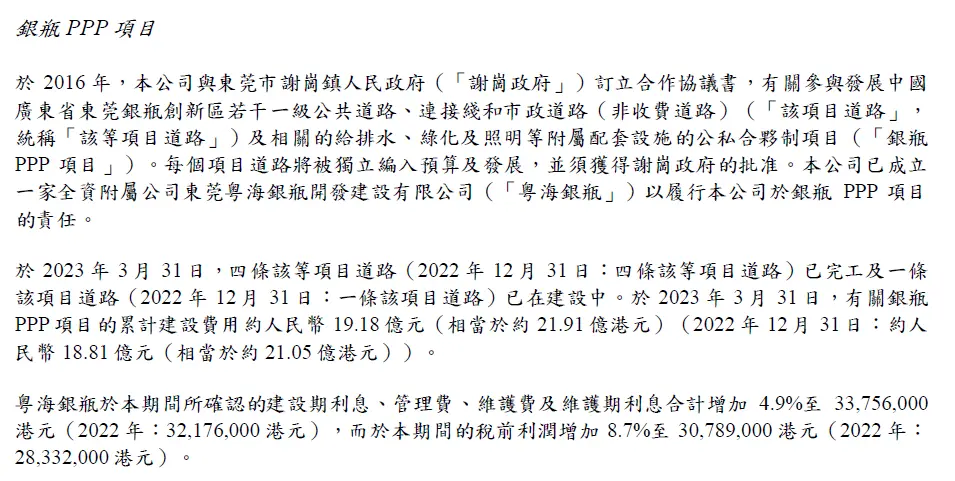 銀瓶 PPP 項目
於 2016 年，本公司與東莞市謝崗鎮人民政府（「謝崗政府」）訂立合作協議書，有關參與發展中國
廣東省東莞銀瓶創新區若干一級公共道路、連接綫和市政道路（非收費道路）（「該項目道路」，
統稱「該等項目道路」）及相關的給排水、綠化及照明等附屬配套設施的公私合夥制項目（「銀瓶
PPP 項目」）。每個項目道路將被獨立編入預算及發展，並須獲得謝崗政府的批准。本公司已成立
一家全資附屬公司東莞粵海銀瓶開發建設有限公司（「粵海銀瓶」）以履行本公司於銀瓶 PPP 項目
的責任。
於 2023 年 3 月 31 日，四條該等項目道路（2022 年 12 月 31 日：四條該等項目道路）已完工及一條
該項目道路（2022 年 12 月 31 日：一條該項目道路）已在建設中。於 2023 年 3 月 31 日，有關銀瓶
PPP 項目的累計建設費用約人民幣 19.18 億元（相當於約 21.91 億港元）（2022 年 12 月 31 日：約人
民幣 18.81 億元（相當於約 21.05 億港元））。
粵海銀瓶於本期間所確認的建設期利息、管理費、維護費及維護期利息合計增加 4.9%至 33,756,000
港元（2022 年：32,176,000 港元），而於本期間的稅前利潤增加 8.7%至 30,789,000 港元（2022 年：
28,332,000 港元）。